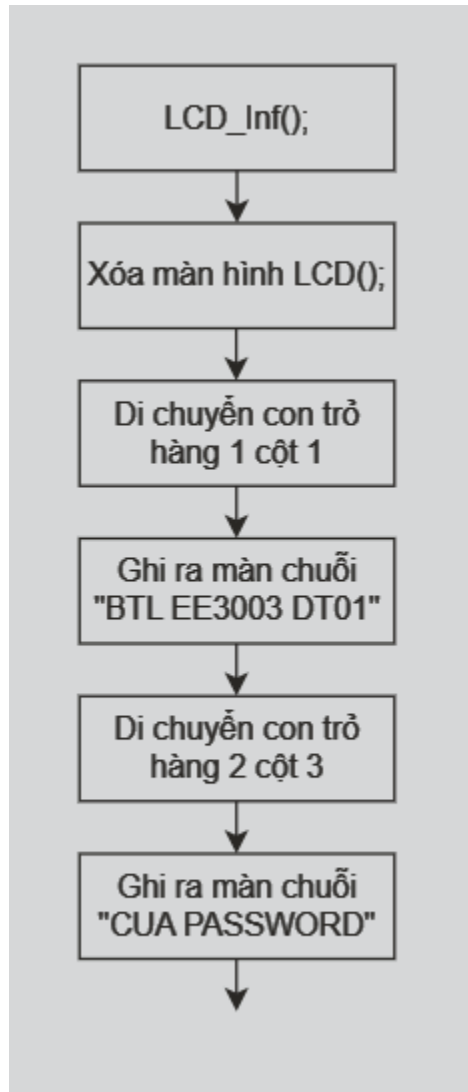 LCD_Inf();
Xóa màn hình LCD();
Di chuyển con trỏ
hàng 1 cột 1
Ghi ra màn chuỗi
"BTL EE3003 DT01"
Di chuyển con trỏ
hàng 2 cột 3
Ghi ra màn chuỗi
"CUA PASSWORD"